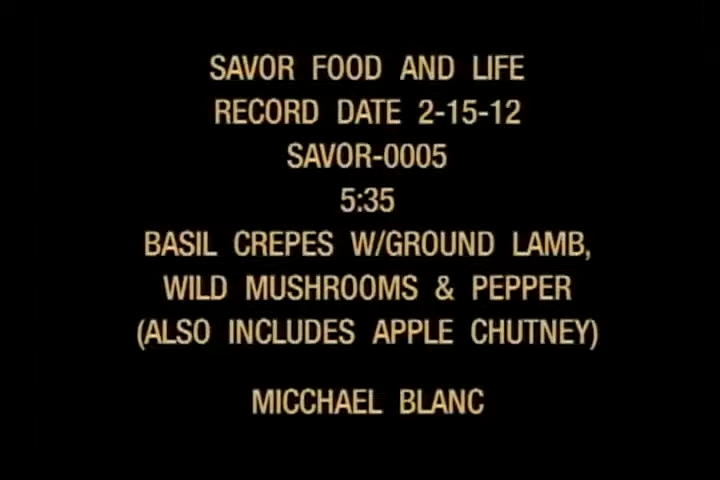 SAVOR FOOD AND LIFE
RECORD DATE 2-15-12
SAVOR-0005
5:35
BASIL CREPES W/GROUND LAMB,
WILD MUSHROOMS & PEPPER
(ALSO INCLUDES APPLE CHUTNEY)
MICCHAEL BLANC